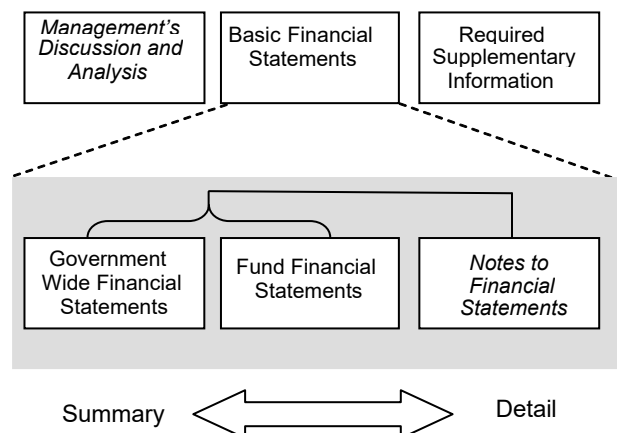 Management's
Discussion and
Analysis
Basic Financial
Statements
Required
Supplementary
Information
Government
Wide Financial
Statements
Fund Financial
Statements
Notes to
Financial
Statements
Summary
Detail